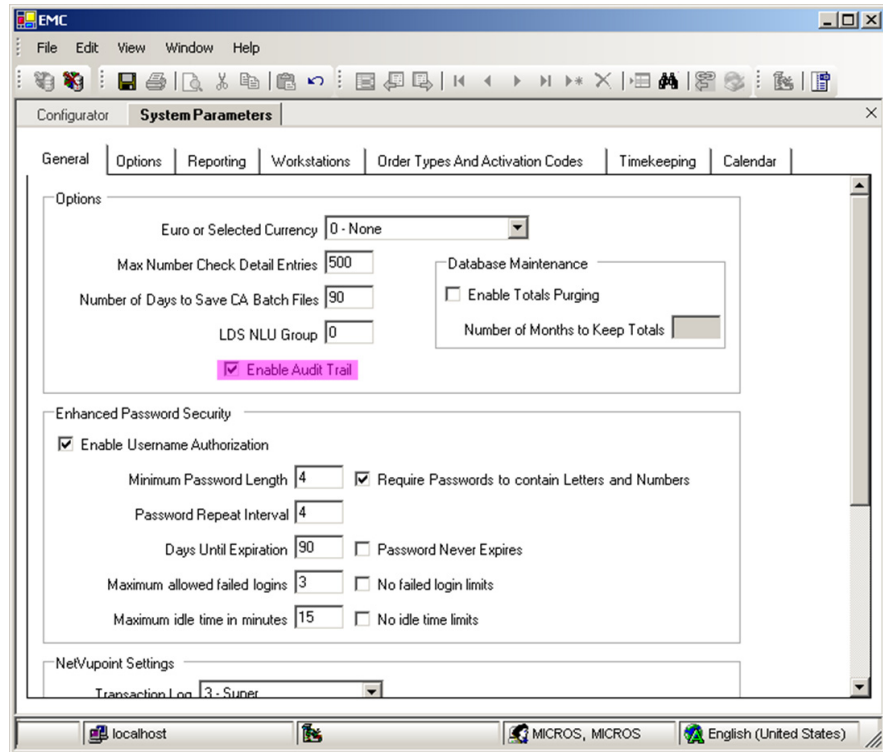 EMC
File Edit View Window Help
Configurator System Parameters
General Options Reporting Workstations Order Types And Activation Codes Timekeeping Calendar
Options
Euro or Selected Currency 0 - None
Max Number Check Detail Entries 500
Number of Days to Save CA Batch Files 90
LDS NLU Group 0
Enable Audit Trail
Database Maintenance
Enable Totals Purging
Number of Months to Keep Totals
Enhanced Password Security
Enable Username Authorization
Minimum Password Length 4 Require Passwords to contain Letters and Numbers
Password Repeat Interval 4
Days Until Expiration 90 Password Never Expires
Maximum allowed failed logins 3 No failed login limits
Maximum idle time in minutes 15 No idle time limits
NetVupoint Settings
Transaction Log 3 - Super
localhost MICROS, MICROS English (United States)